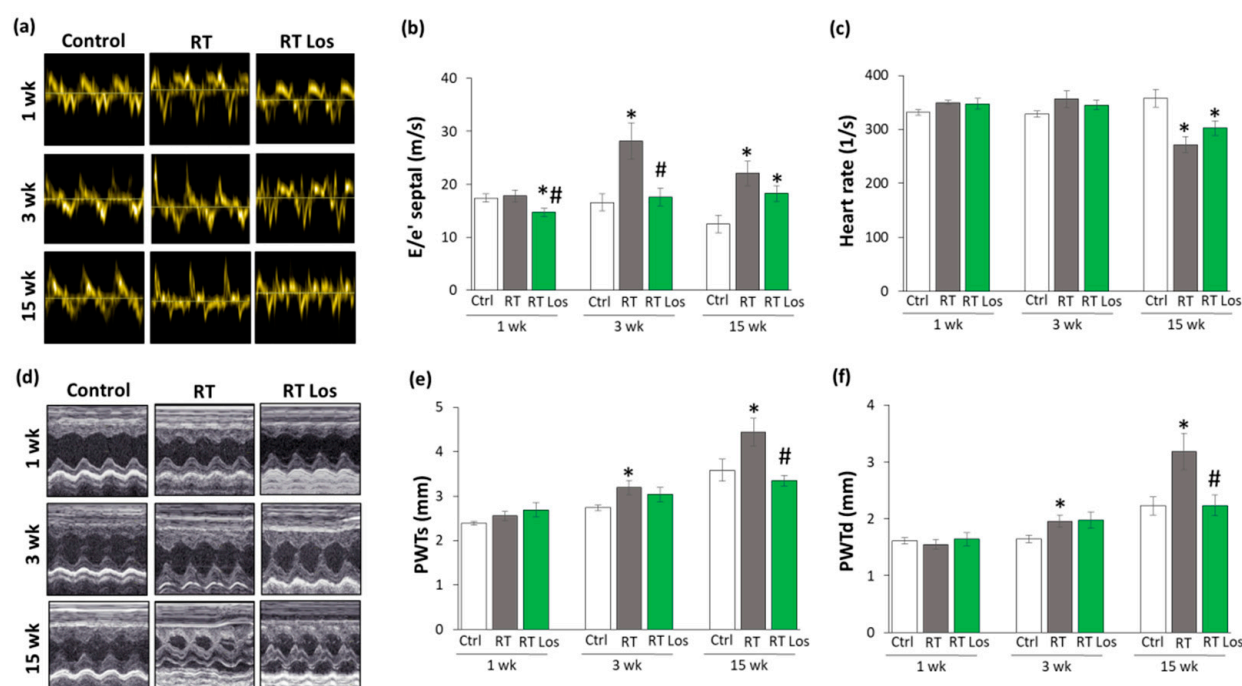 (a)
Control RT RT Los
1 wk
3 wk
15 wk
(b)
E/e' septal (m/s)
40
30
20
10
0
*#
* #
* *
Ctrl RT RT Los Ctrl RT RT Los Ctrl RT RT Los
1 wk 3 wk 15 wk
(c)
Heart rate (1/s)
400
300
200
100
0
* *
Ctrl RT RT Los Ctrl RT RT Los Ctrl RT RT Los
1 wk 3 wk 15 wk
(d)
Control RT RT Los
1 wk
3 wk
15 wk
(e)
PWTs (mm)
5
4
3
2
1
0
*
* #
Ctrl RT RT Los Ctrl RT RT Los Ctrl RT RT Los
1 wk 3 wk 15 wk
(f)
PWTd (mm)
4
3
2
1
0
*
* #
Ctrl RT RT Los Ctrl RT RT Los Ctrl RT RT Los
1 wk 3 wk 15 wk